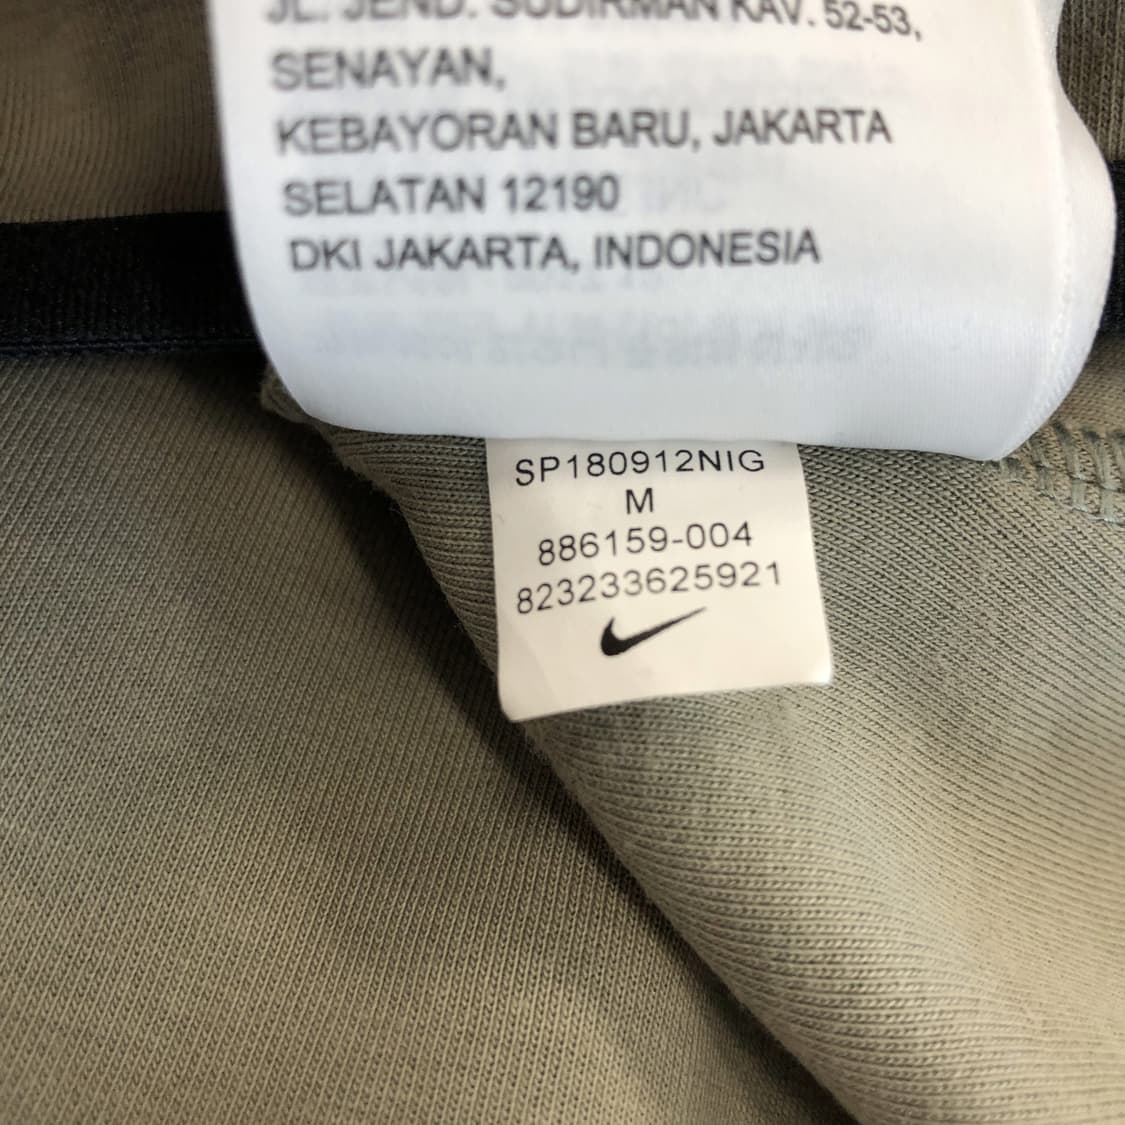 JL. JEND. SUDIRMAN KAV. 52-53,
SENAYAN,
KEBAYORAN BARU, JAKARTA
SELATAN 12190
DKI JAKARTA, INDONESIA
SP180912NIG
M
886159-004
823233625921